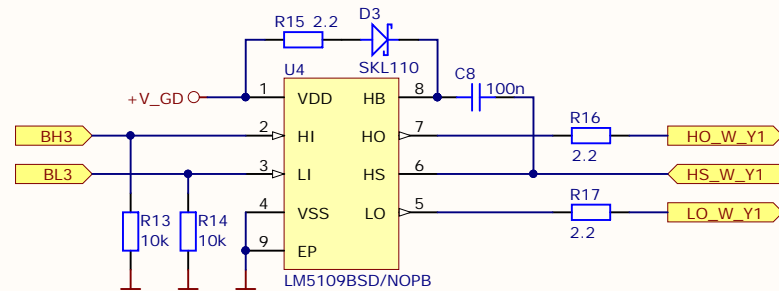 D3
R15 2.2
SKL110
U4
C8
100n
+V_GD
1
VDD
HB
8
BH3
2
HI
HO
7
R16
2.2
HO_W_Y1
BL3
3
LI
HS
6
HS_W_Y1
R13
10k
R14
10k
4
VSS
LO
5
R17
2.2
LO_W_Y1
9
EP
LM5109BSD/NOPB